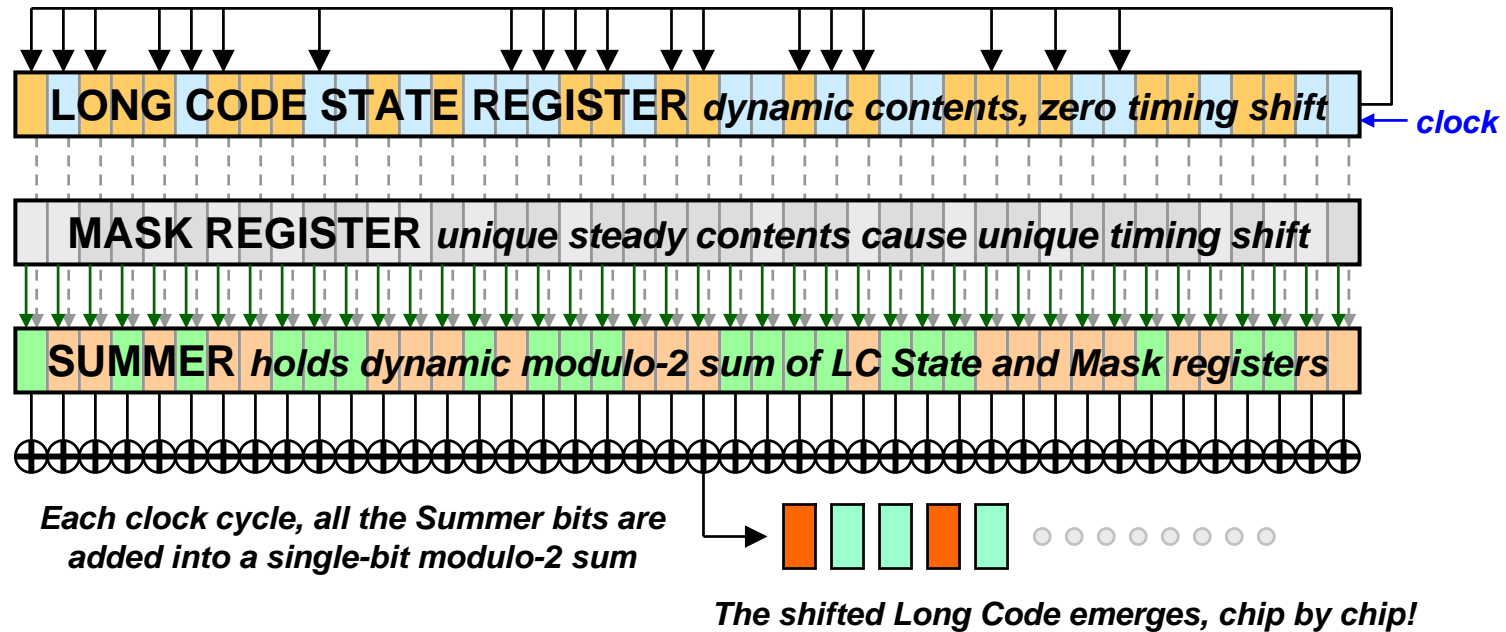 LONG CODE STATE REGISTER dynamic contents, zero timing shift
clock
MASK REGISTER unique steady contents cause unique timing shift
SUMMER holds dynamic modulo-2 sum of LC State and Mask registers
Each clock cycle, all the Summer bits are
added into a single-bit modulo-2 sum
The shifted Long Code emerges, chip by chip!